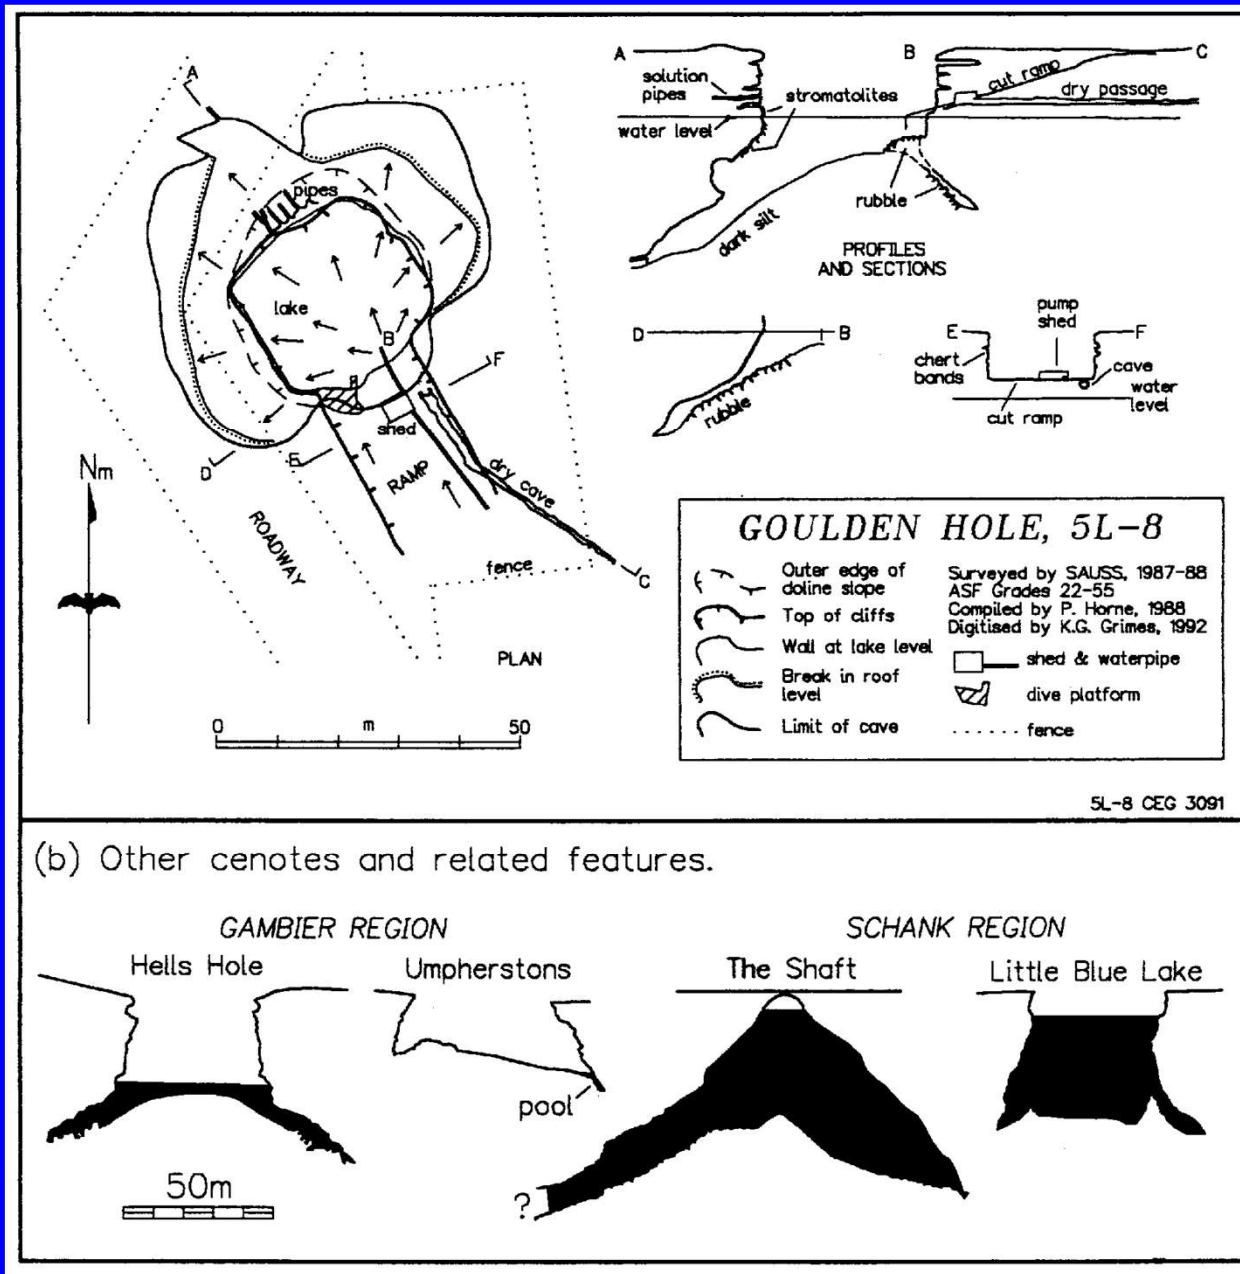 A
pipes
lake
B
F
shed
D
E
RAMP
dry cave
Nm
ROADWAY
fence
C
PLAN
0 m 50
A
B
C
solution
pipes
cut ramp
stromatolites
dry passage
water level
rubble
dark silt
PROFILES
AND SECTIONS
D
B
rubble
pump
shed
E
F
chert
bands
cave
water
level
cut ramp
GOULDEN HOLE, 5L-8
Outer edge of
doline slope
Top of cliffs
Wall at lake level
Break in roof
level
Limit of cave
Surveyed by SAUSS, 1987-88
ASF Grades 22-55
Compiled by P. Horne, 1988
Digitised by K.G. Grimes, 1992
shed & waterpipe
dive platform
fence
5L-8 CEG 3091
(b) Other cenotes and related features.
GAMBIER REGION
SCHANK REGION
Hells Hole
Umpherstons
The Shaft
Little Blue Lake
pool
?
50m